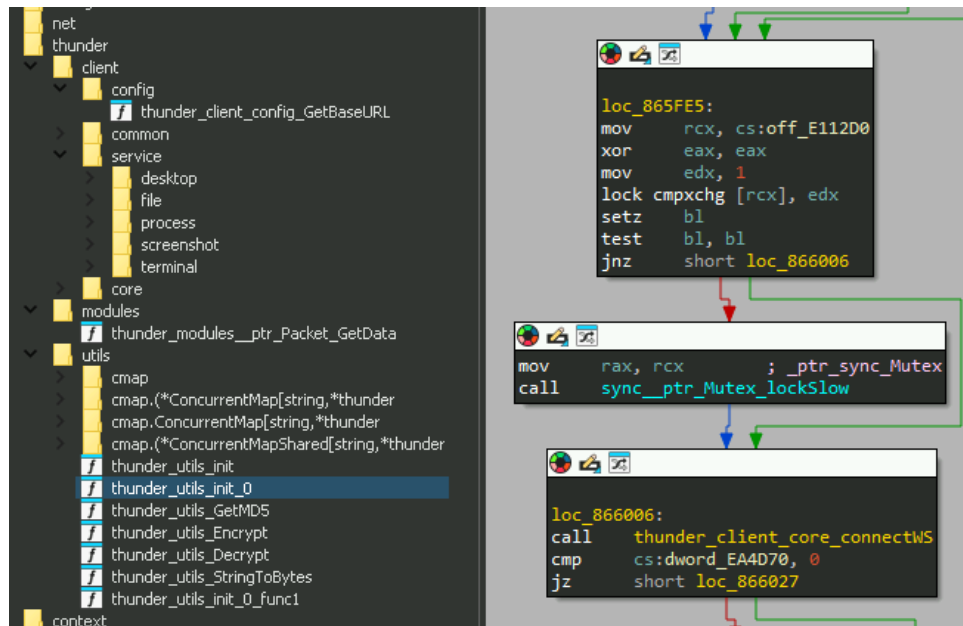 net
thunder
client
config
thunder_client_config_GetBaseURL
common
service
desktop
file
process
screenshot
terminal
core
modules
thunder_modules__ptr_Packet_GetData
utils
cmap
cmap.(*ConcurrentMap[string,*thunder
cmap.ConcurrentMap[string,*thunder
cmap.(*ConcurrentMapShared[string,*thunder
thunder_utils_init
thunder_utils_init_0
thunder_utils_GetMD5
thunder_utils_Encrypt
thunder_utils_Decrypt
thunder_utils_StringToBytes
thunder_utils_init_0_func1
context
loc_865FE5:
mov rcx, cs:off_E112D0
xor eax, eax
mov edx, 1
lock cmpxchg [rcx], edx
setz bl
test bl, bl
jnz short loc_866006
mov rax, rcx ; _ptr_sync_Mutex
call sync__ptr_Mutex_lockSlow
loc_866006:
call thunder_client_core_connectWS
cmp cs:dword_EA4D70, 0
jz short loc_866027